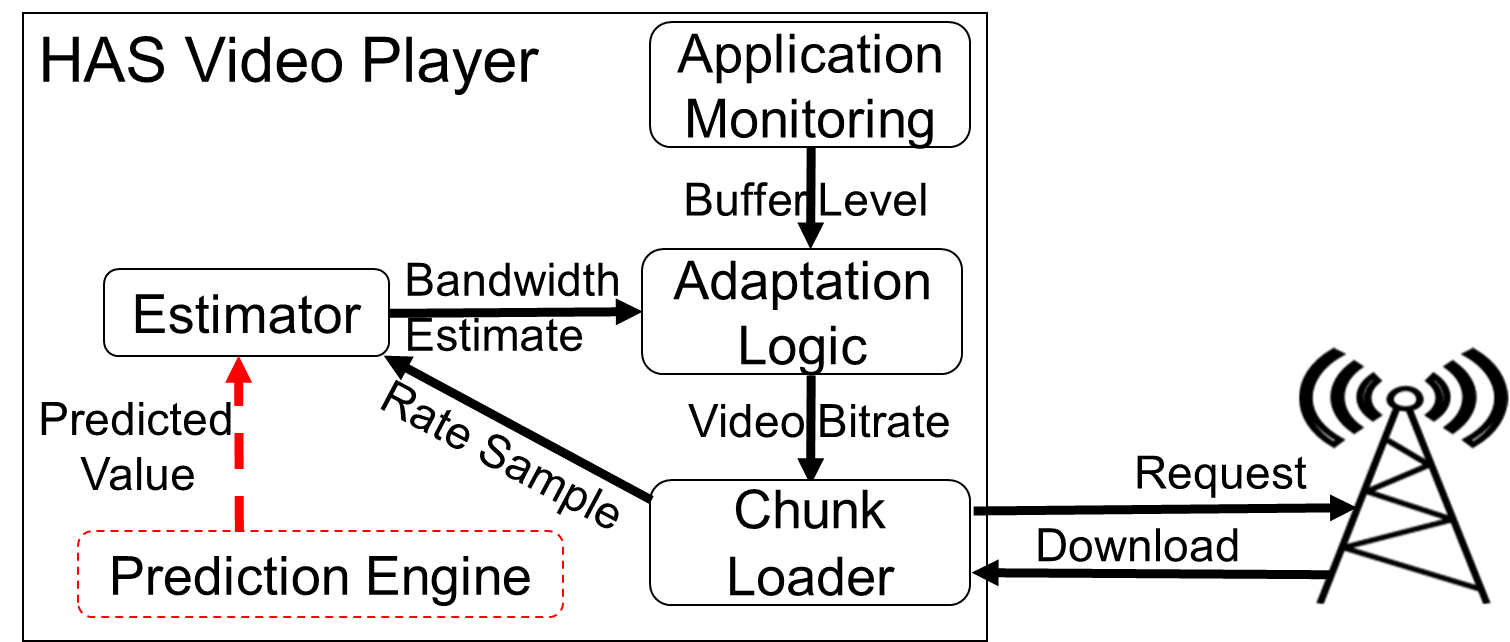 HAS Video Player
Application
Monitoring
Buffer Level
Bandwidth
Estimate
Estimator
Adaptation
Logic
Predicted
Value
Rate Sample
Video Bitrate
Request
Download
Chunk
Loader
Prediction Engine